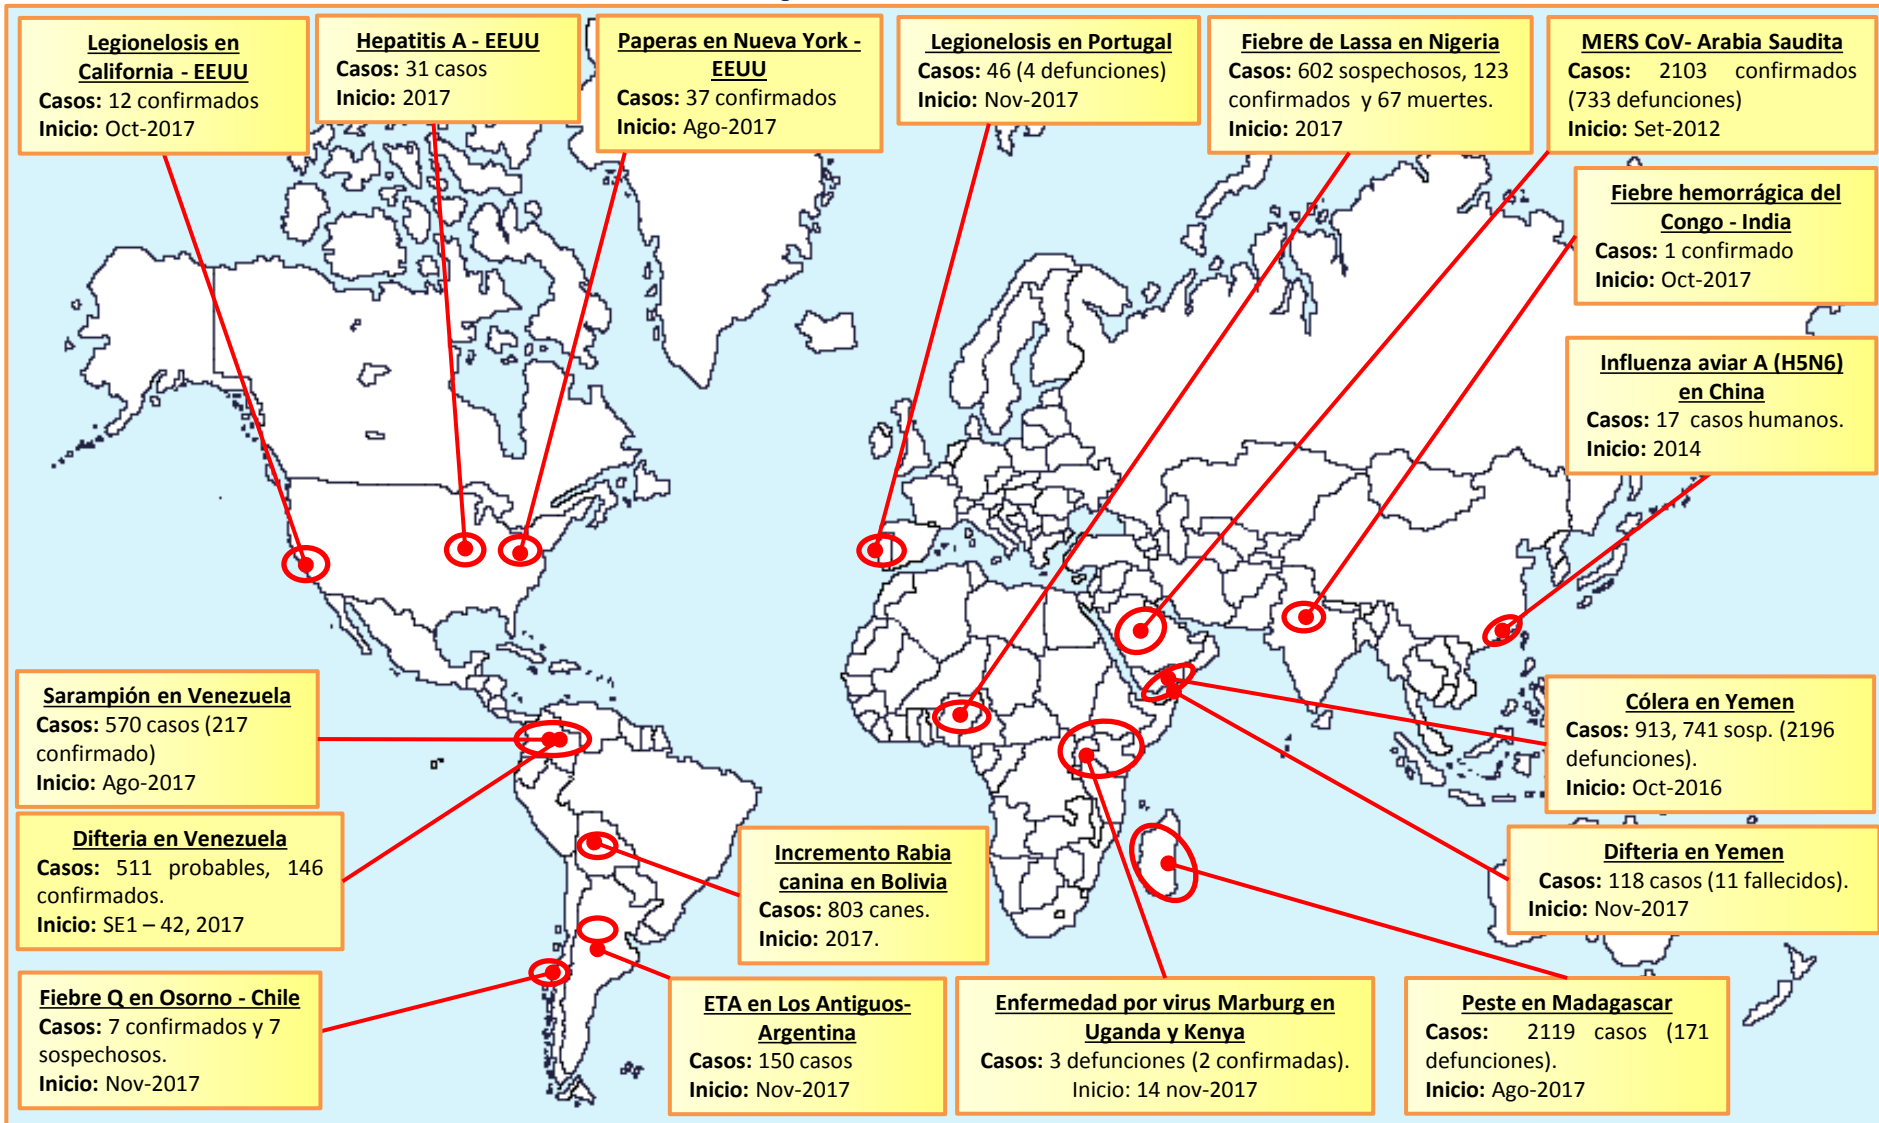 Legionelosis en
California - EEUU
Casos: 12 confirmados
Inicio: Oct-2017
Hepatitis A - EEUU
Casos: 31 casos
Inicio: 2017
Paperas en Nueva York -
EEUU
Casos: 37 confirmados
Inicio: Ago-2017
Legionelosis en Portugal
Casos: 46 (4 defunciones)
Inicio: Nov-2017
Fiebre de Lassa en Nigeria
Casos: 602 sospechosos, 123
confirmados y 67 muertes.
Inicio: 2017
MERS CoV- Arabia Saudita
Casos: 2103 confirmados
(733 defunciones)
Inicio: Set-2012
Fiebre hemorrágica del
Congo - India
Casos: 1 confirmado
Inicio: Oct-2017
Influenza aviar A (H5N6)
en China
Casos: 17 casos humanos.
Inicio: 2014
Sarampión en Venezuela
Casos: 570 casos (217
confirmado)
Inicio: Ago-2017
Cólera en Yemen
Casos: 913, 741 sosp. (2196
defunciones).
Inicio: Oct-2016
Difteria en Venezuela
Casos: 511 probables, 146
confirmados.
Inicio: SE1 – 42, 2017
Incremento Rabia
canina en Bolivia
Casos: 803 canes.
Inicio: 2017.
Difteria en Yemen
Casos: 118 casos (11 fallecidos).
Inicio: Nov-2017
Fiebre Q en Osorno - Chile
Casos: 7 confirmados y 7
sospechosos.
Inicio: Nov-2017
ETA en Los Antiguos-
Argentina
Casos: 150 casos
Inicio: Nov-2017
Enfermedad por virus Marburg en
Uganda y Kenya
Casos: 3 defunciones (2 confirmadas).
Inicio: 14 nov-2017
Peste en Madagascar
Casos: 2119 casos (171
defunciones).
Inicio: Ago-2017